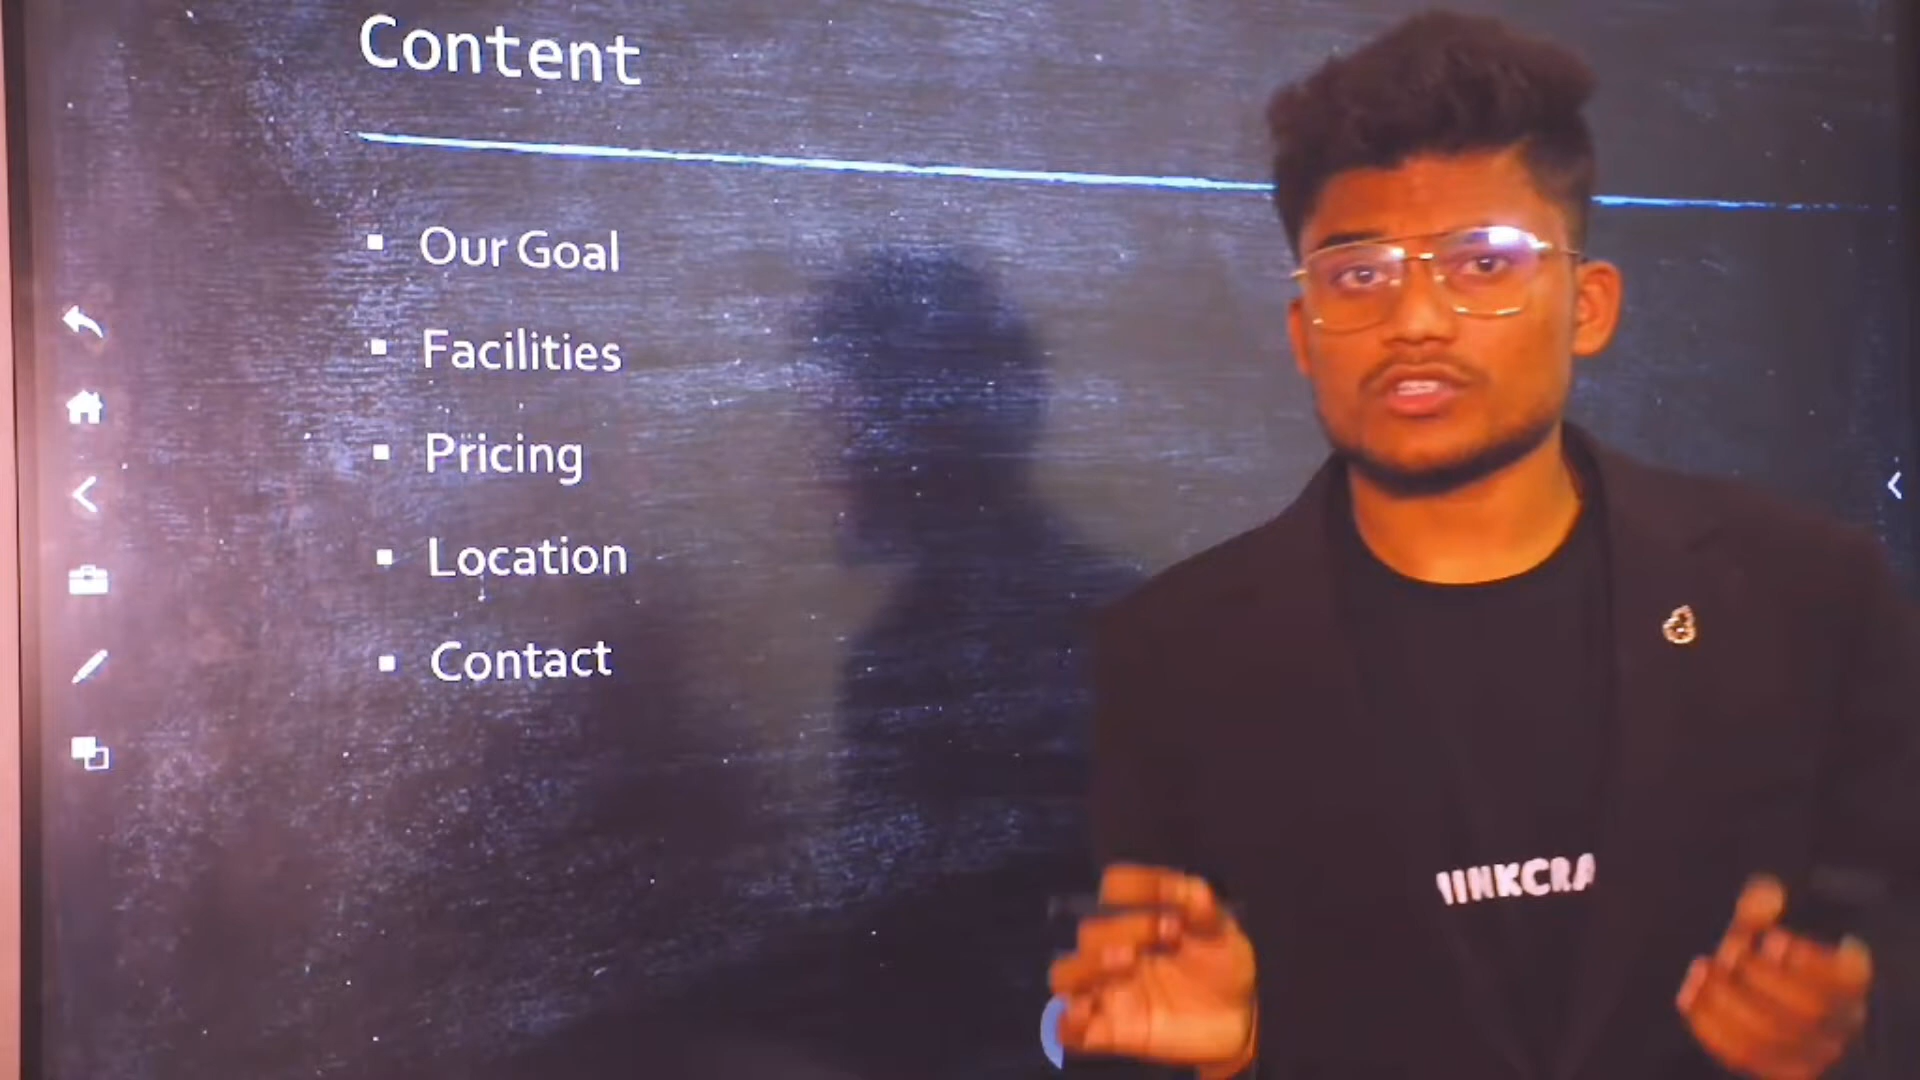 Content
Our Goal
Facilities
Pricing
Location
Contact